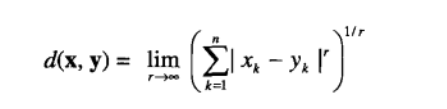 d(x, y) = lim_{r→∞} (∑_{k=1}^{n} | x_k − y_k |^r)^{1/r}